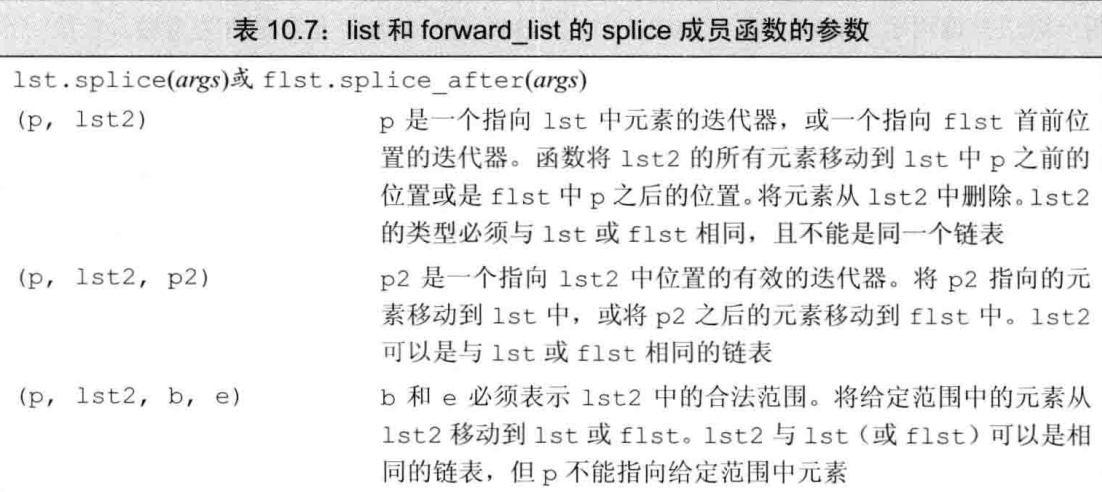 表 10.7：list 和 forward_list 的 splice 成员函数的参数
lst.splice(args)或 flst.splice_after(args)
(p, lst2) p 是一个指向 lst 中元素的迭代器，或一个指向 flst 首前位
置的迭代器。函数将 lst2 的所有元素移动到 lst 中 p 之前的
位置或是 flst 中 p 之后的位置。将元素从 lst2 中删除。lst2
的类型必须与 lst 或 flst 相同，且不能是同一个链表
(p, lst2, p2) p2 是一个指向 lst2 中位置的有效的迭代器。将 p2 指向的元
素移动到 lst 中，或将 p2 之后的元素移动到 flst 中。lst2
可以是与 lst 或 flst 相同的链表
(p, lst2, b, e) b 和 e 必须表示 lst2 中的合法范围。将给定范围中的元素从
lst2 移动到 lst 或 flst。lst2 与 lst（或 flst）可以是相
同的链表，但 p 不能指向给定范围中元素